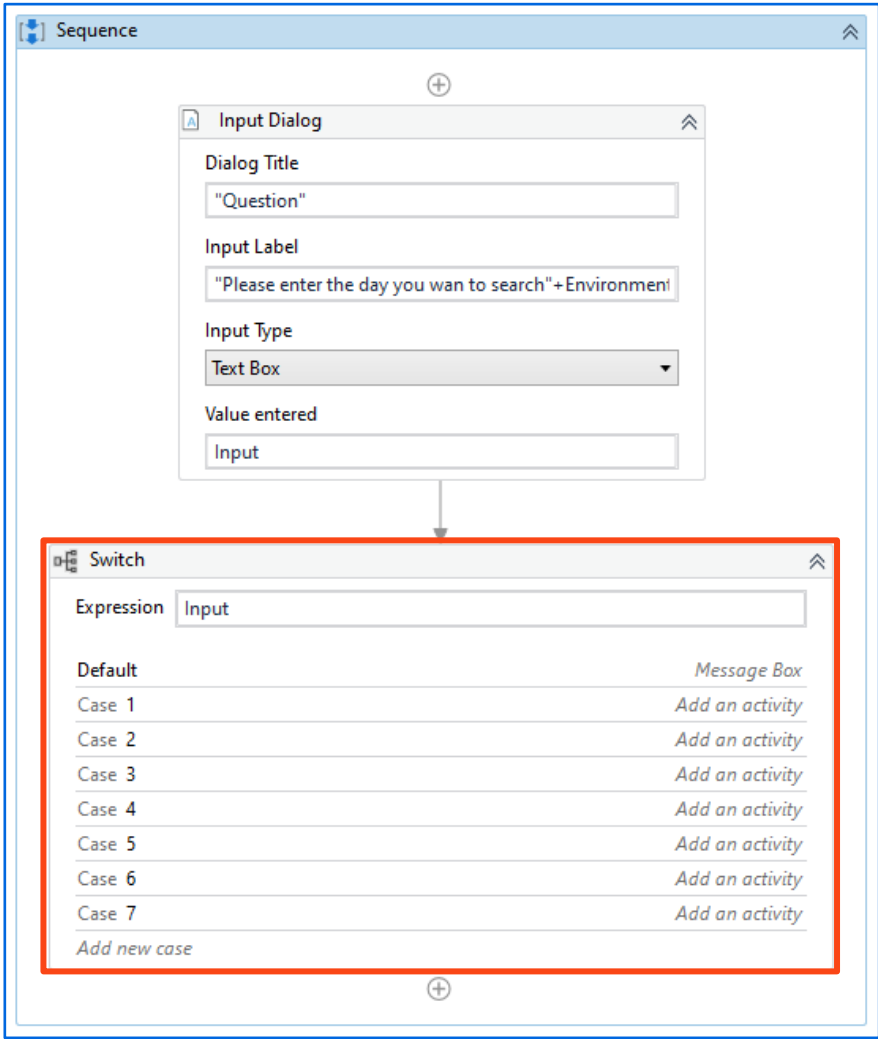 Sequence
Input Dialog
Dialog Title
"Question"
Input Label
"Please enter the day you wan to search"+Environment
Input Type
Text Box
Value entered
Input
Switch
Expression Input
Default Message Box
Case 1 Add an activity
Case 2 Add an activity
Case 3 Add an activity
Case 4 Add an activity
Case 5 Add an activity
Case 6 Add an activity
Case 7 Add an activity
Add new case